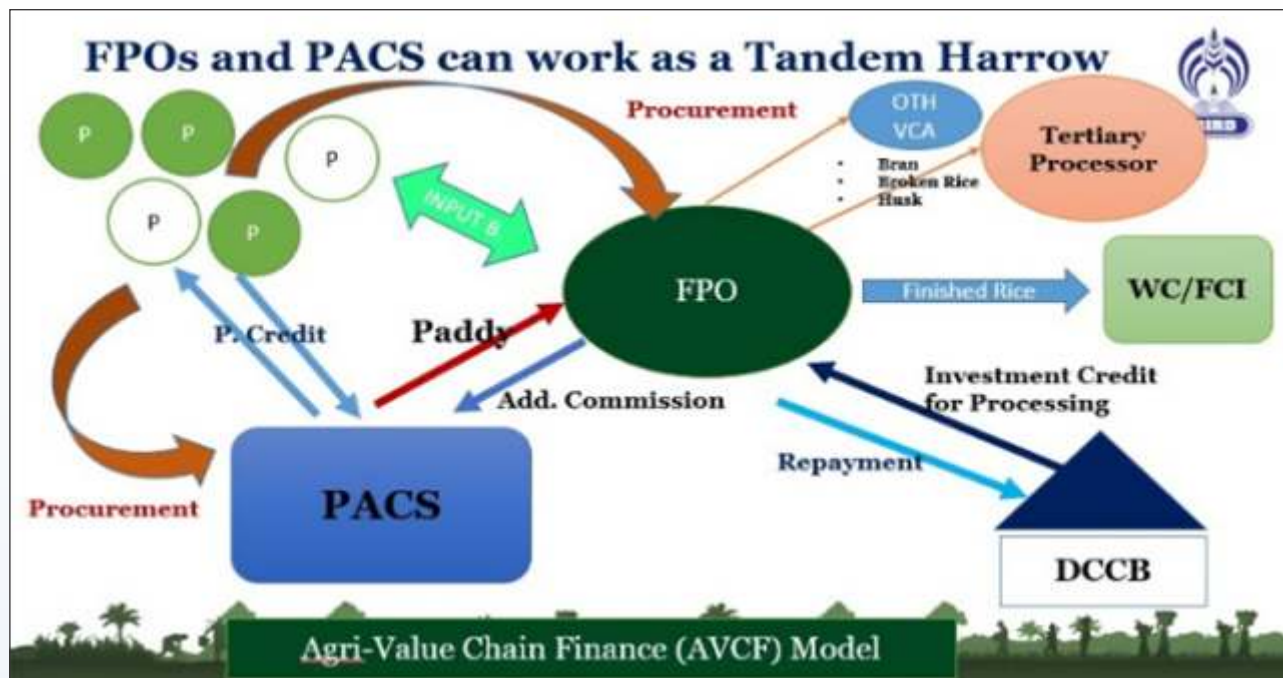 FPOs and PACS can work as a Tandem Harrow
P
P
P
P
P
Procurement
OTH
VCA
Tertiary
Processor
• Bran
• Broken Rice
• Husk
INPUT B
FPO
Finished Rice
WC/FCI
P. Credit
Paddy
Add. Commission
Investment Credit
for Processing
Repayment
Procurement
PACS
DCCB
Agri-Value Chain Finance (AVCF) Model